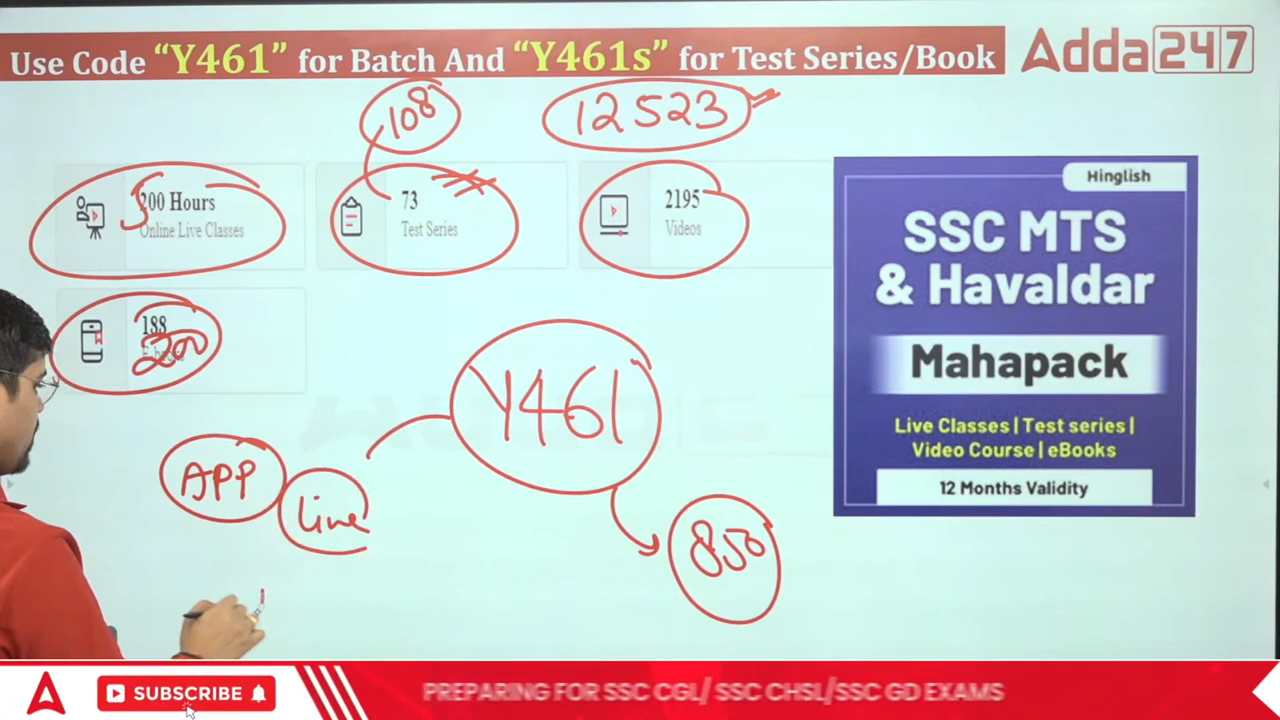 Use Code “Y461” for Batch And “Y461s” for Test Series/Book
Adda247
108
12523
5
200 Hours
Online Live Classes
73
Test Series
2195
Videos
188
200
Y461
APP
Live
850
Hinglish
SSC MTS
& Havaldar
Mahapack
Live Classes | Test series |
Video Course | eBooks
12 Months Validity
SUBSCRIBE
PREPARING FOR SSC CGL/ SSC CHSL/SSC GD EXAMS